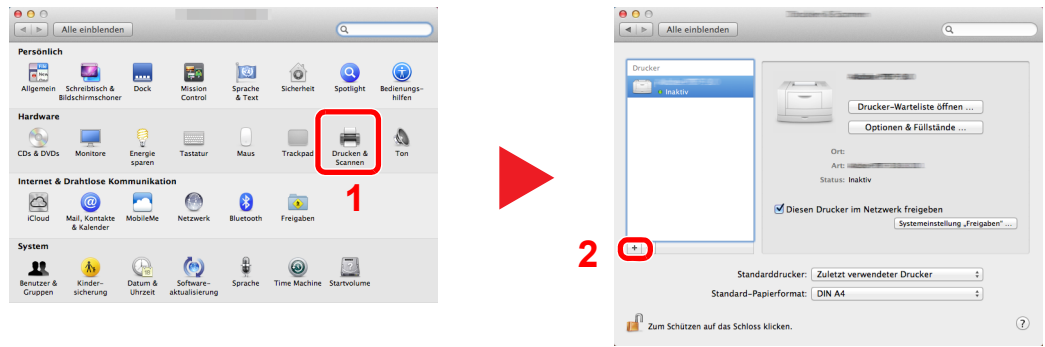 Alle einblenden
Persönlich
Allgemein
Schreibtisch &
Bildschirmschoner
Dock
Mission
Control
Sprache
& Text
Sicherheit
Spotlight
Bedienungs-
hilfen
Hardware
CDs & DVDs
Monitore
Energie
sparen
Tastatur
Maus
Trackpad
Drucken &
Scannen
Ton
1
Internet & Drahtlose Kommunikation
iCloud
Mail, Kontakte
& Kalender
MobileMe
Netzwerk
Bluetooth
Freigaben
System
Benutzer &
Gruppen
Kinder-
sicherung
Datum &
Uhrzeit
Software-
aktualisierung
Sprache
Time Machine
Startvolume
Alle einblenden
Drucker
Inaktiv
Drucker-Warteliste öffnen ...
Optionen & Füllstände ...
Ort:
Art:
Status: Inaktiv
Diesen Drucker im Netzwerk freigeben
Systemeinstellung „Freigaben“ ...
2
+
Standarddrucker: Zuletzt verwendeter Drucker
Standard-Papierformat: DIN A4
Zum Schützen auf das Schloss klicken.
?